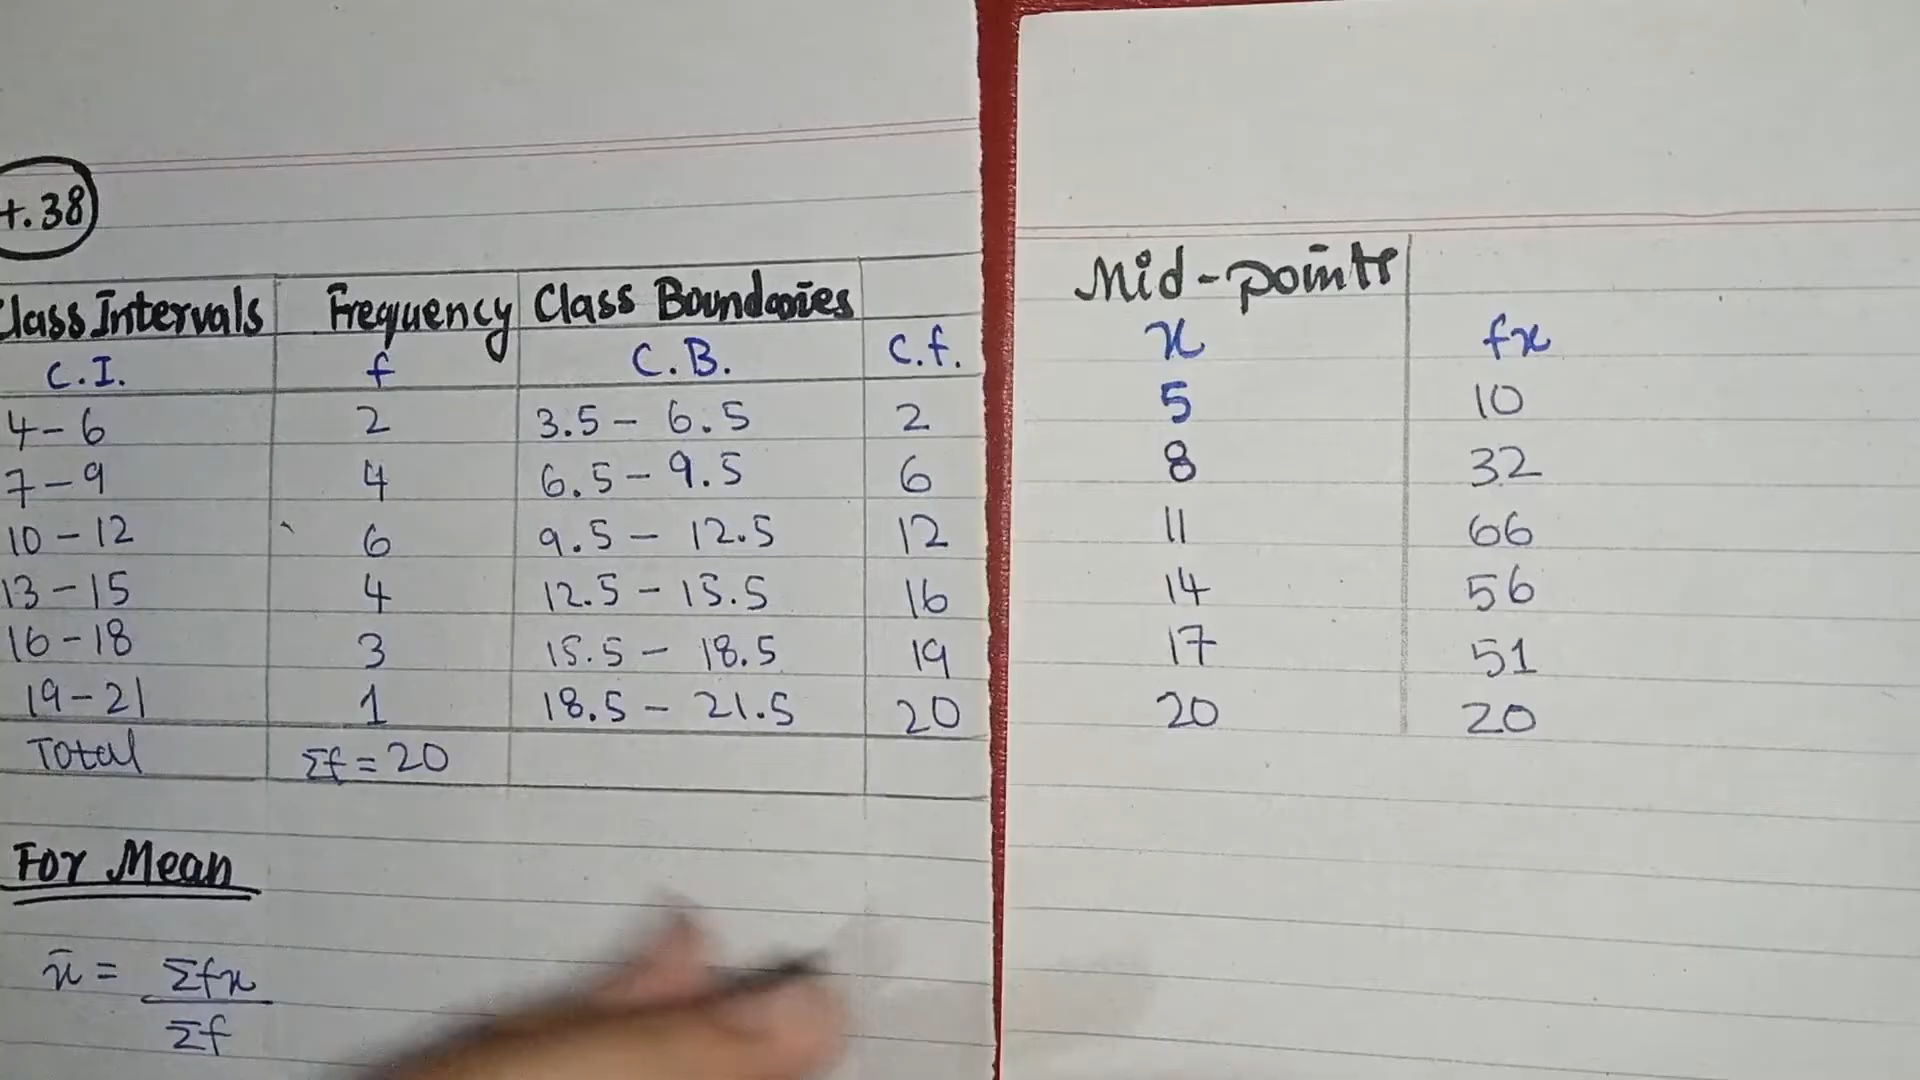 +.38
Class Intervals Frequency Class Boundaries
C.I. f C.B. C.f.
4-6 2 3.5 - 6.5 2
7-9 4 6.5 - 9.5 6
10-12 6 9.5 - 12.5 12
13-15 4 12.5 - 15.5 16
16-18 3 15.5 - 18.5 19
19-21 1 18.5 - 21.5 20
Total Σf = 20
For Mean
x̄ = Σfx
Σf
Mid-points
x fx
5 10
8 32
11 66
14 56
17 51
20 20